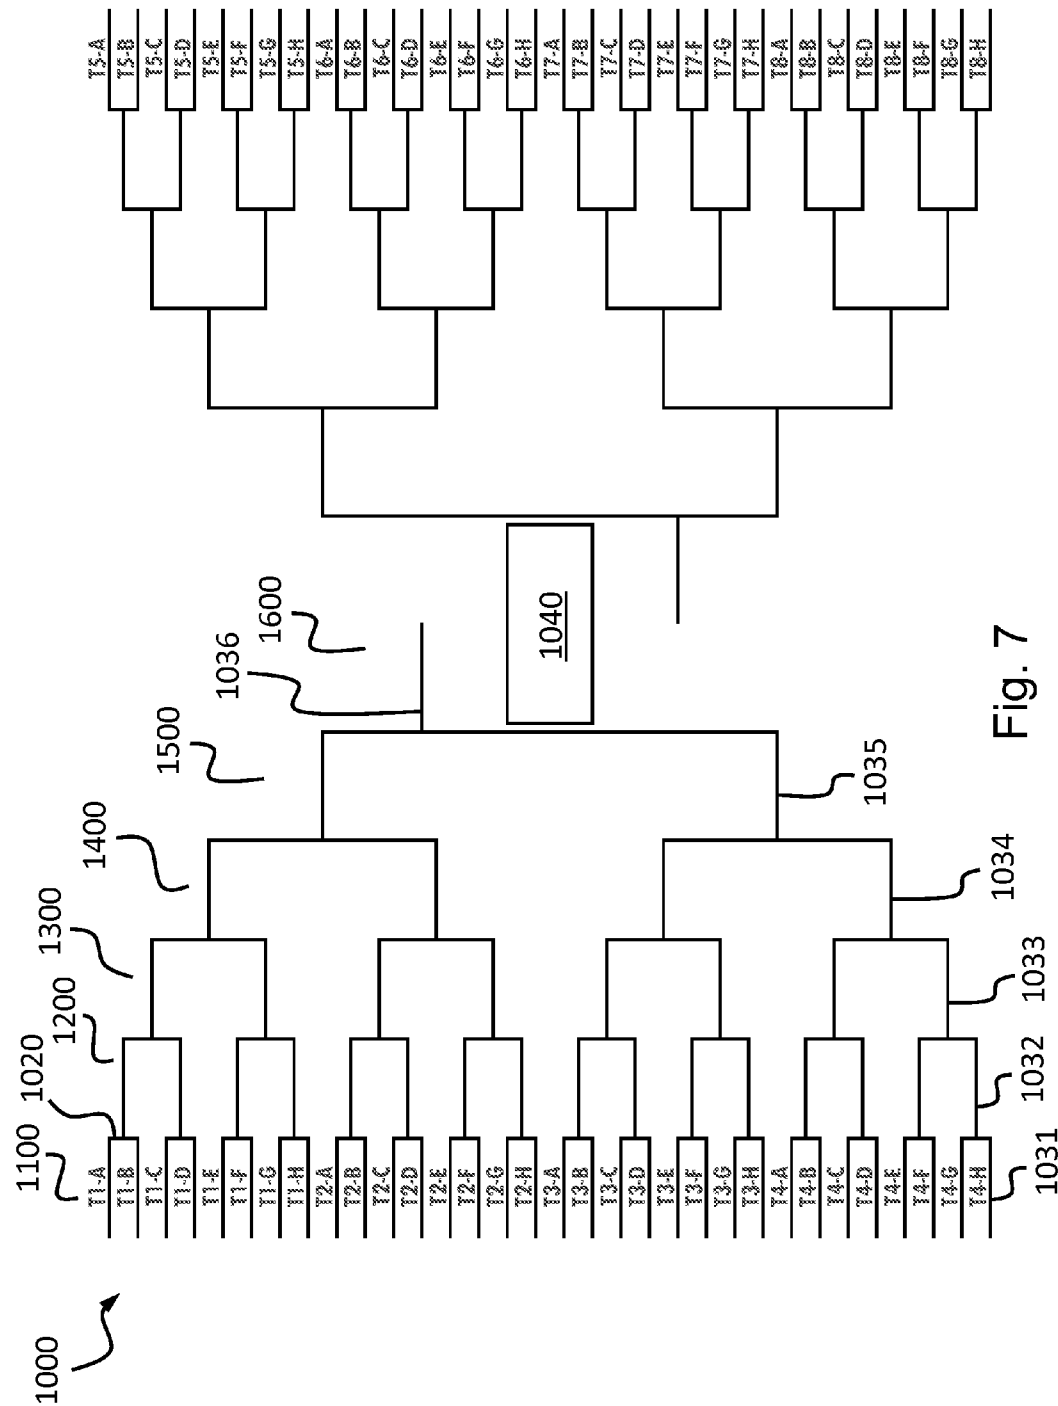 1000
1100
1020
1200
1300
1400
1500
1036
1600
T1-A
T1-B
T1-C
T1-D
T1-E
T1-F
T1-G
T1-H
T2-A
T2-B
T2-C
T2-D
T2-E
T2-F
T2-G
T2-H
T3-A
T3-B
T3-C
T3-D
T3-E
T3-F
T3-G
T3-H
T4-A
T4-B
T4-C
T4-D
T4-E
T4-F
T4-G
T4-H
1040
T5-A
T5-B
T5-C
T5-D
T5-E
T5-F
T5-G
T5-H
T6-A
T6-B
T6-C
T6-D
T6-E
T6-F
T6-G
T6-H
T7-A
T7-B
T7-C
T7-D
T7-E
T7-F
T7-G
T7-H
T8-A
T8-B
T8-C
T8-D
T8-E
T8-F
T8-G
T8-H
1031
1032
1033
1034
1035
Fig. 7